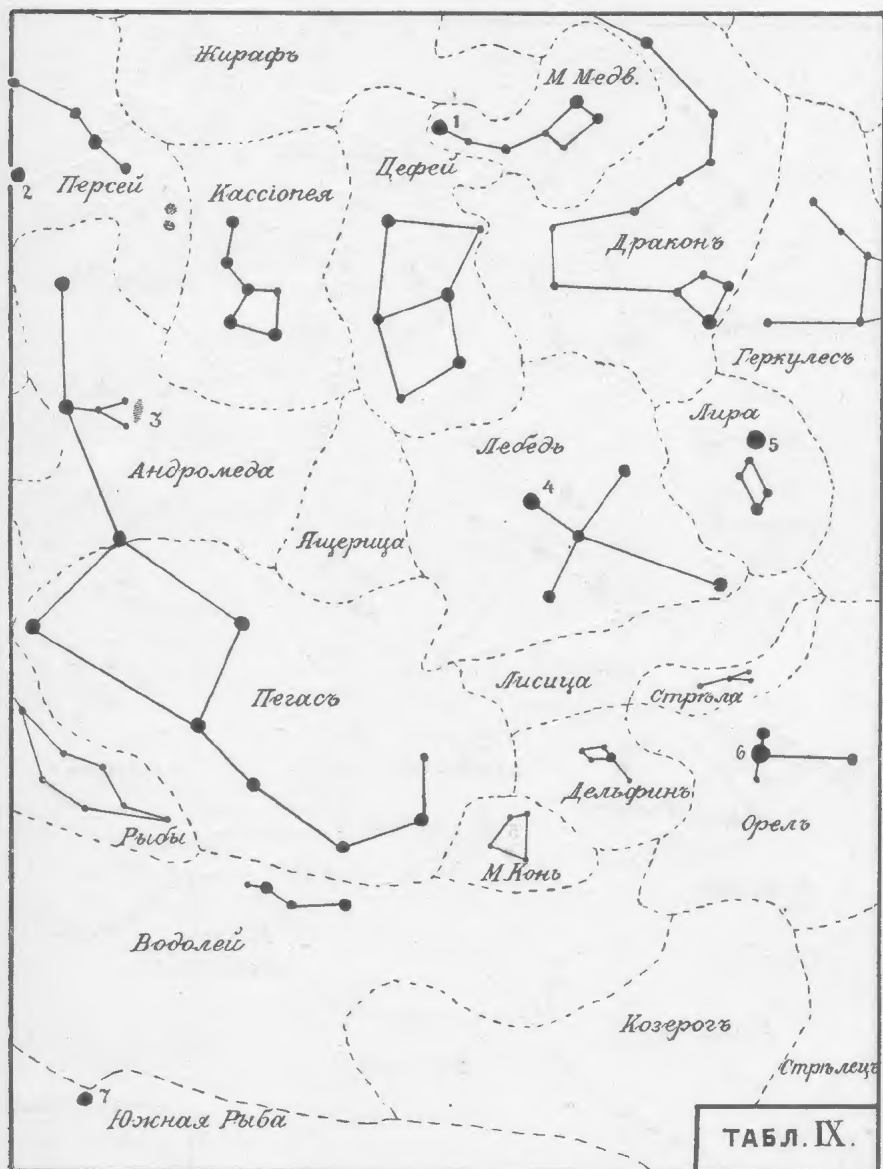 Жирафъ
М. Медв.
1
Цефей
2
Персей
Кассіопея
Драконъ
Геркулесъ
Лира
3
5
Лебедь
4
Андромеда
Ящерица
Лисица
Стрѣла
Пегасъ
6
Дельфинъ
Орелъ
Рыбы
М. Конь
Водолей
Козерогъ
Стрѣлецъ
7
Южная Рыба
ТАБЛ. IX.